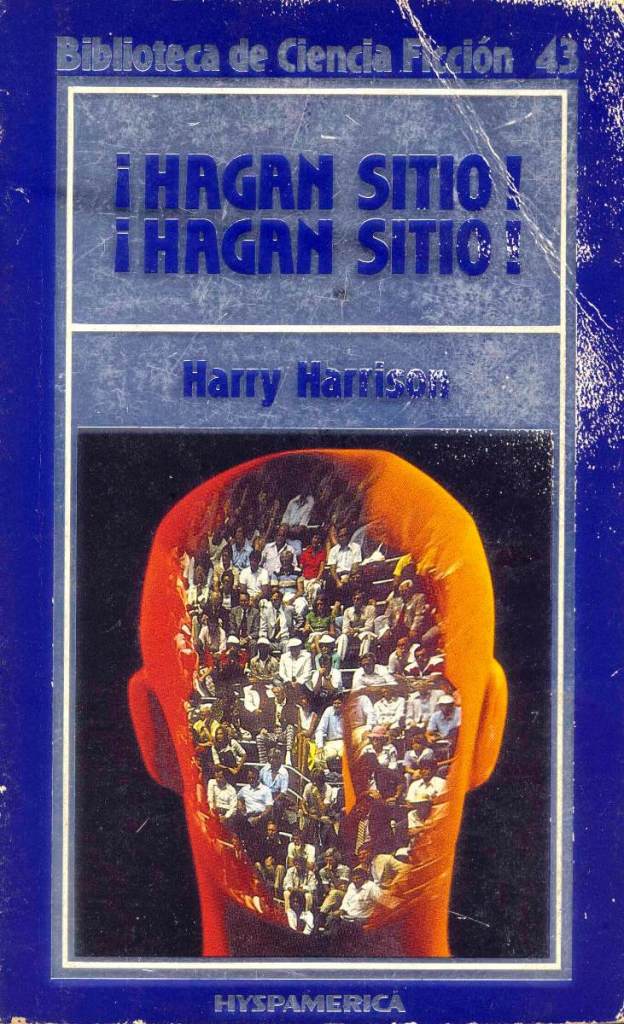 Biblioteca de Ciencia Ficción 43
¡HAGAN SITIO!
¡HAGAN SITIO!
Harry Harrison
HYSPAMERICA